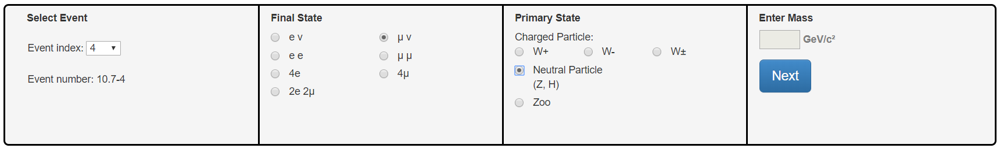 Select Event
Event index: 4
Event number: 10.7-4
Final State
e ν
μ ν
e e
μ μ
4e
4μ
2e 2μ
Primary State
Charged Particle:
W+
W-
W±
Neutral Particle
(Z, H)
Zoo
Enter Mass
GeV/c²
Next